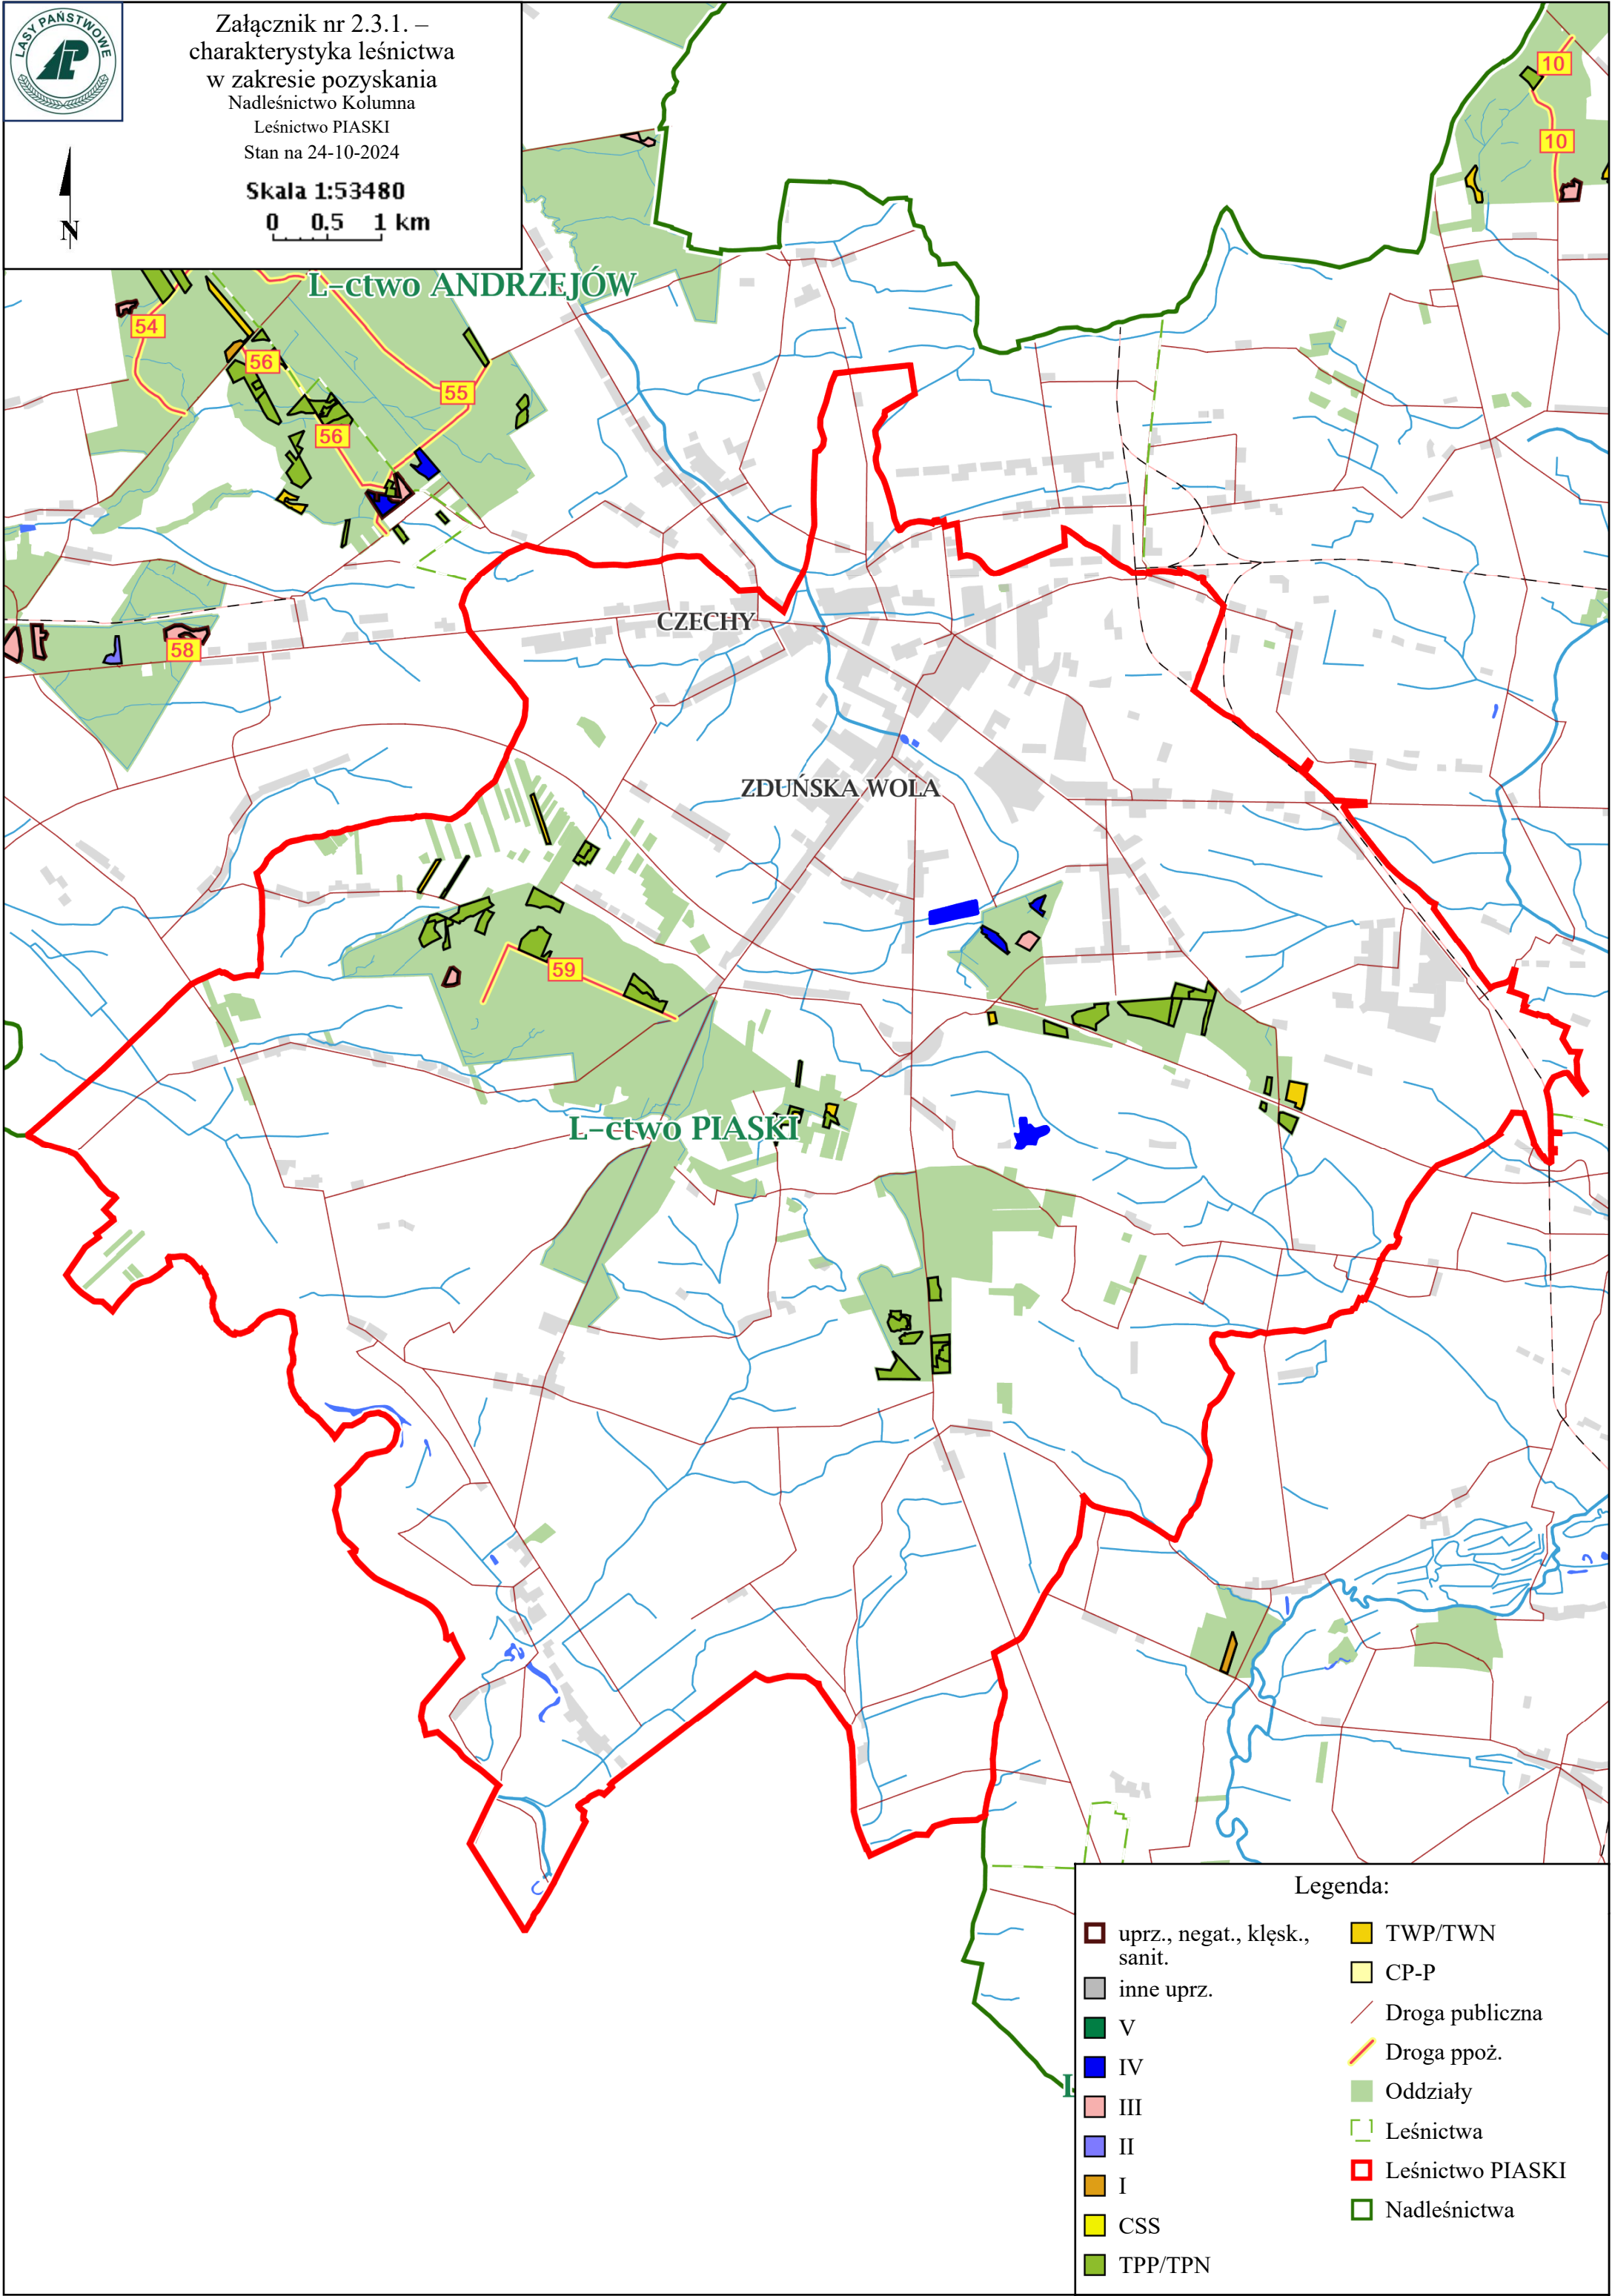 LASY PAŃSTWOWE
Załącznik nr 2.3.1. –
charakterystyka leśnictwa
w zakresie pozyskania
Nadleśnictwo Kolumna
Leśnictwo PIASKI
Stan na 24-10-2024
Skala 1:53480
0 0.5 1 km
N
10
10
L-ctwo ANDRZEJÓW
54
56
55
56
58
CZECHY
ZDUŃSKA WOLA
59
L-ctwo PIASKI
L
Legenda:
uprz., negat., klęsk.,
sanit.
inne uprz.
V
IV
III
II
I
CSS
TPP/TPN
TWP/TWN
CP-P
Droga publiczna
Droga ppoż.
Oddziały
Leśnictwa
Leśnictwo PIASKI
Nadleśnictwa